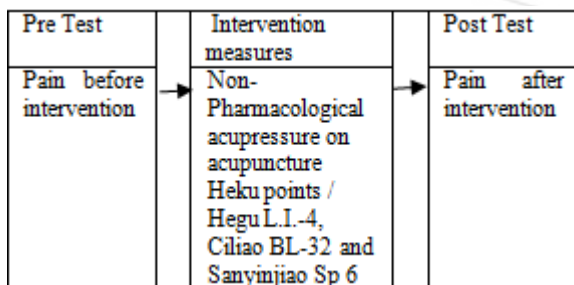 Pre Test
Pain before
intervention
Intervention
measures
Non-
Pharmacological
acupressure on
acupuncture
Heku points /
Hegu L.I.-4,
Ciliao BL-32 and
Sanyinjiao Sp 6
Post Test
Pain after
intervention